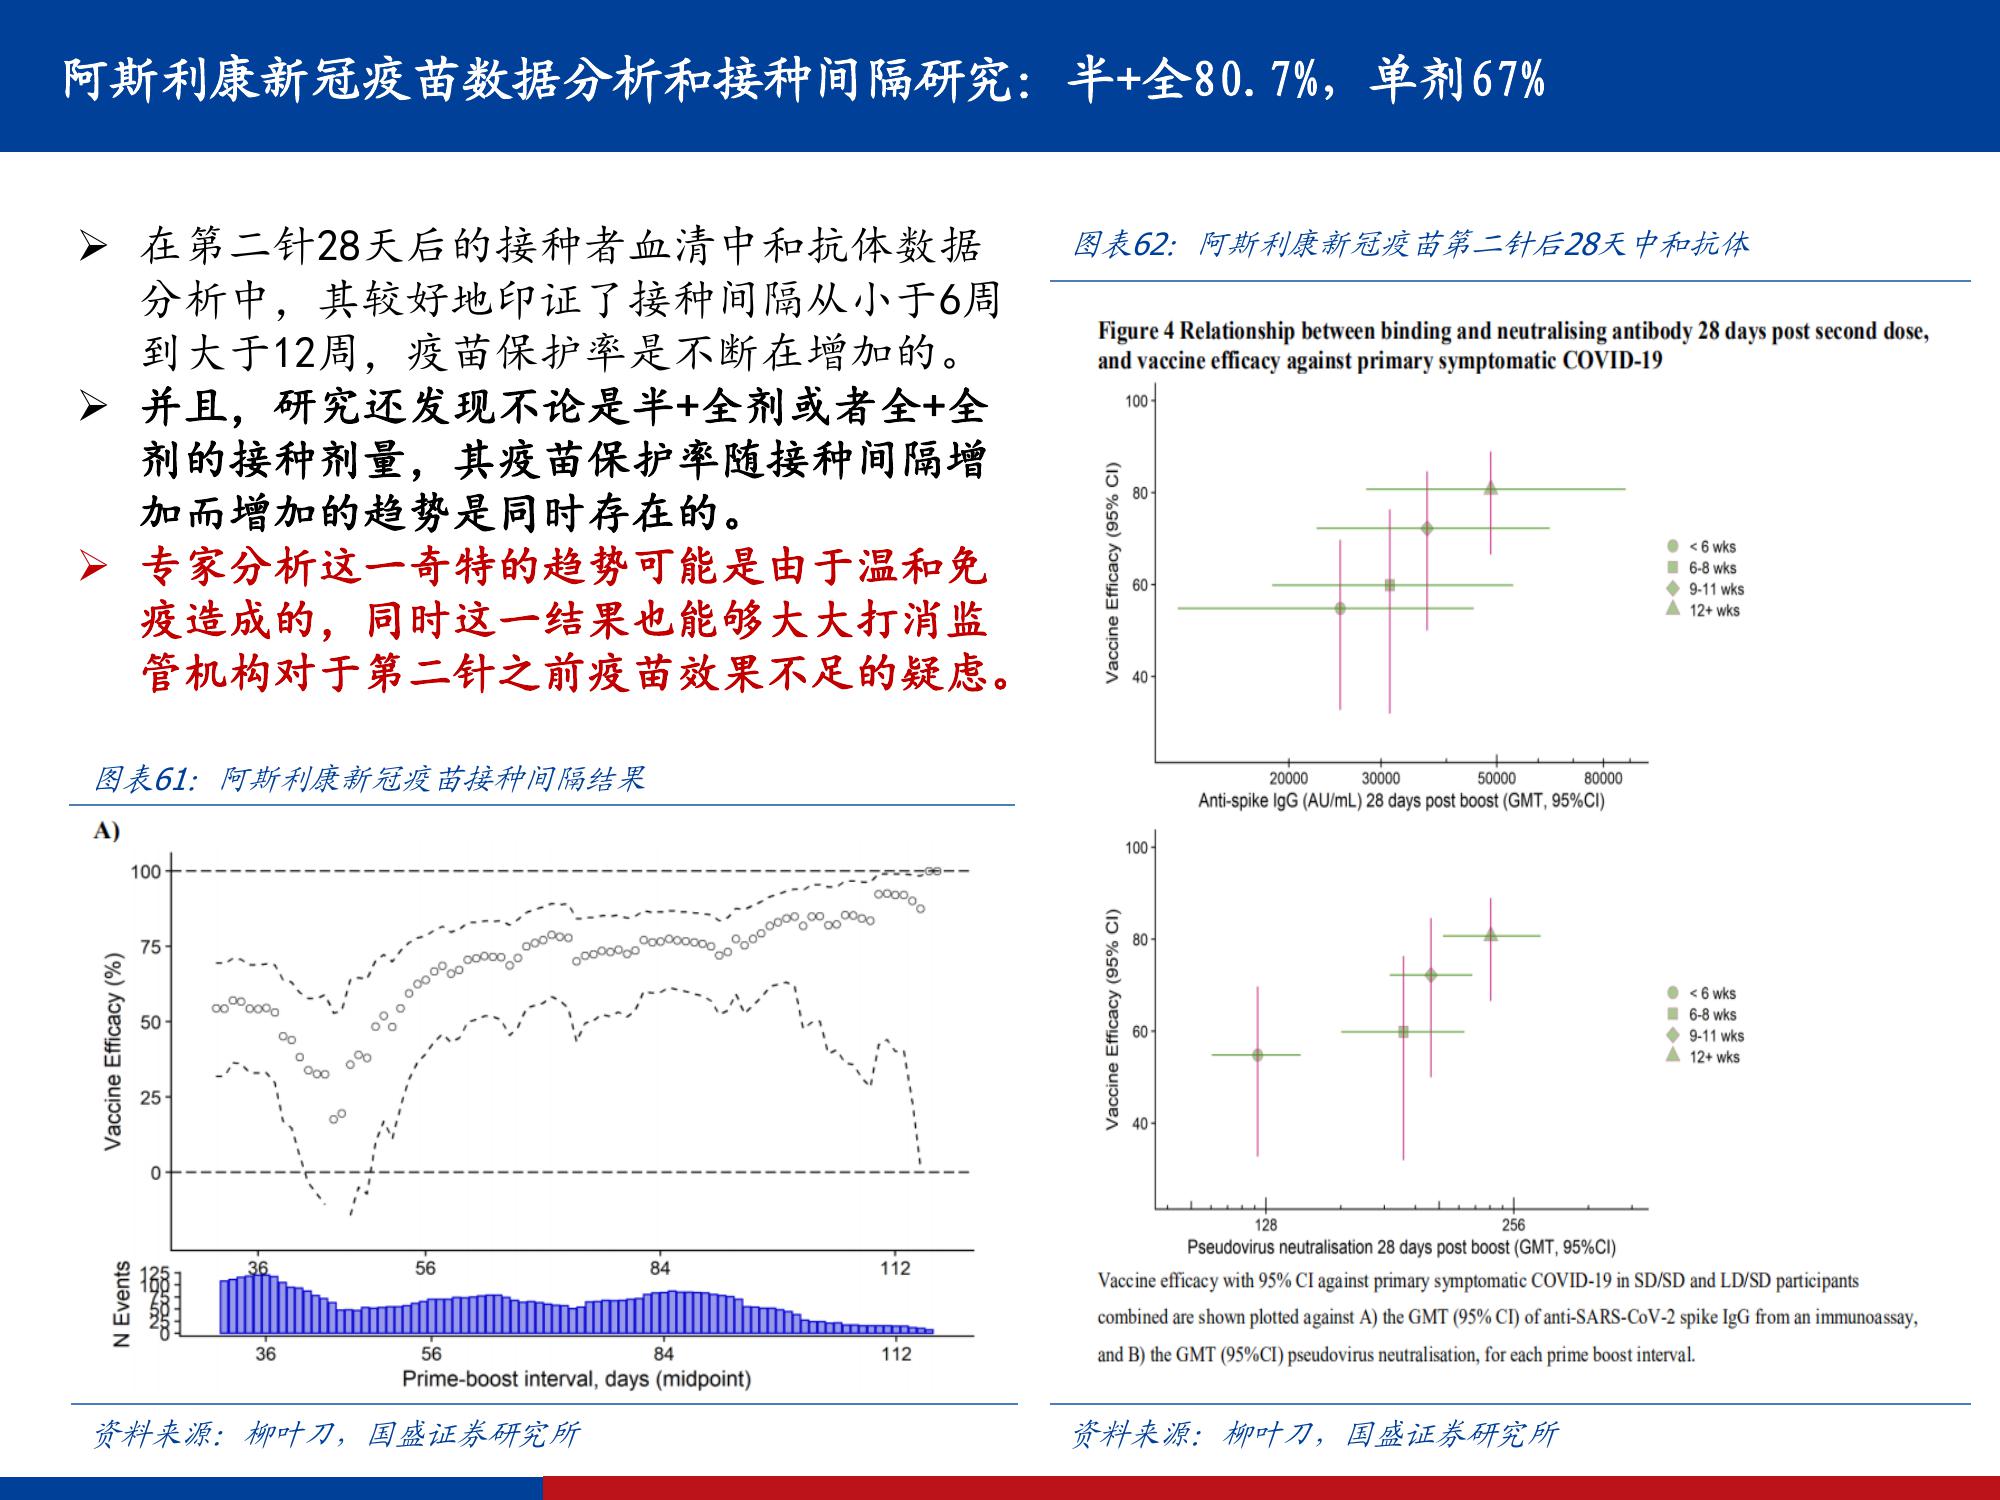 阿斯利康新冠疫苗数据分析和接种间隔研究：半+全80.7%，单剂67%
在第二针28天后的接种者血清中和抗体数据
分析中，其较好地印证了接种间隔从小于6周
到大于12周，疫苗保护率是不断在增加的。
并且，研究还发现不论是半+全剂或者全+全
剂的接种剂量，其疫苗保护率随接种间隔增
加而增加的趋势是同时存在的。
专家分析这一奇特的趋势可能是由于温和免
疫造成的，同时这一结果也能够大大打消监
管机构对于第二针之前疫苗效果不足的疑虑。
图表61：阿斯利康新冠疫苗接种间隔结果
A)
Vaccine Efficacy (%)
100
75
50
25
0
36 56 84 112
N Events
125
100
75
50
25
0
36 56 84 112
Prime-boost interval, days (midpoint)
资料来源：柳叶刀，国盛证券研究所
图表62：阿斯利康新冠疫苗第二针后28天中和抗体
Figure 4 Relationship between binding and neutralising antibody 28 days post second dose,
and vaccine efficacy against primary symptomatic COVID-19
Vaccine Efficacy (95% CI)
100
80
60
40
< 6 wks
6-8 wks
9-11 wks
12+ wks
20000 30000 50000 80000
Anti-spike IgG (AU/mL) 28 days post boost (GMT, 95%CI)
Vaccine Efficacy (95% CI)
100
80
60
40
< 6 wks
6-8 wks
9-11 wks
12+ wks
128 256
Pseudovirus neutralisation 28 days post boost (GMT, 95%CI)
Vaccine efficacy with 95% CI against primary symptomatic COVID-19 in SD/SD and LD/SD participants
combined are shown plotted against A) the GMT (95% CI) of anti-SARS-CoV-2 spike IgG from an immunoassay,
and B) the GMT (95%CI) pseudovirus neutralisation, for each prime boost interval.
资料来源：柳叶刀，国盛证券研究所